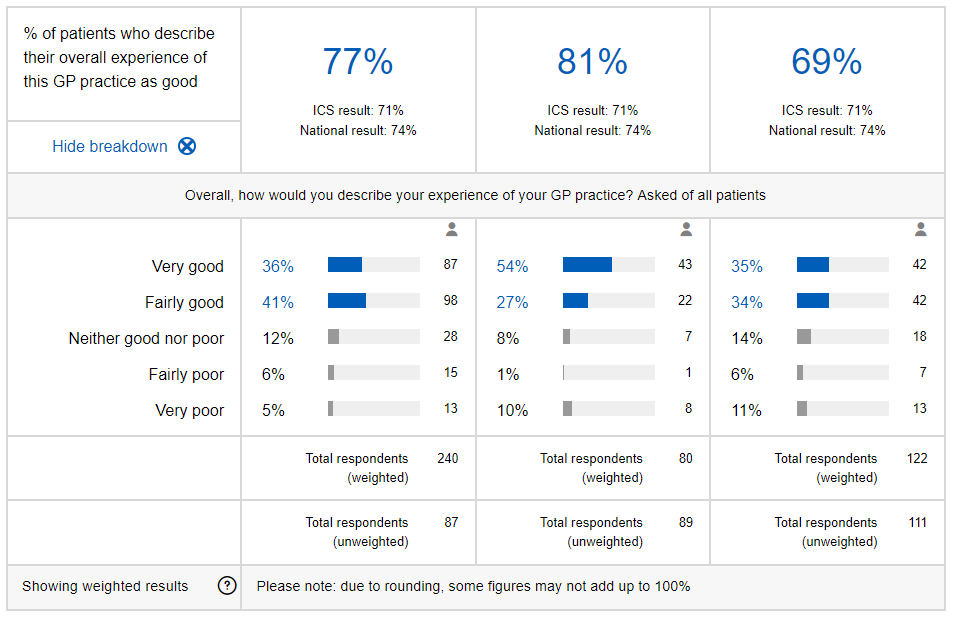 % of patients who describe
their overall experience of
this GP practice as good
Hide breakdown
77%
ICS result: 71%
National result: 74%
81%
ICS result: 71%
National result: 74%
69%
ICS result: 71%
National result: 74%
Overall, how would you describe your experience of your GP practice? Asked of all patients
Very good 36% 87 54% 43 35% 42
Fairly good 41% 98 27% 22 34% 42
Neither good nor poor 12% 28 8% 7 14% 18
Fairly poor 6% 15 1% 1 6% 7
Very poor 5% 13 10% 8 11% 13
Total respondents 240 Total respondents 80 Total respondents 122
(weighted) (weighted) (weighted)
Total respondents 87 Total respondents 89 Total respondents 111
(unweighted) (unweighted) (unweighted)
Showing weighted results ? Please note: due to rounding, some figures may not add up to 100%